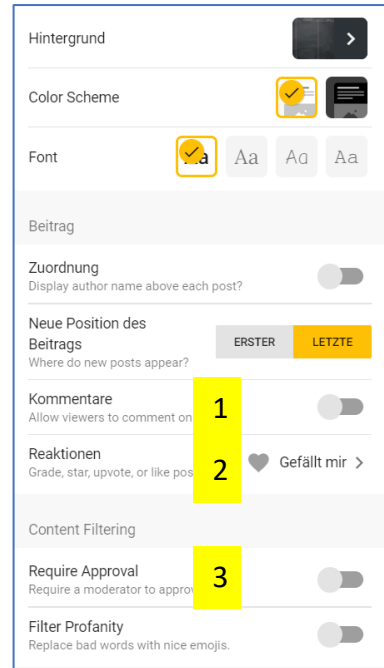 Hintergrund
Color Scheme
Font
Aa Aa Aa
Beitrag
Zuordnung
Display author name above each post?
Neue Position des
Beitrags
ERSTER LETZTE
Where do new posts appear?
Kommentare
Allow viewers to comment on
1
Reaktionen
Gefällt mir
Grade, star, upvote, or like pos
2
Content Filtering
Require Approval
Require a moderator to approv
3
Filter Profanity
Replace bad words with nice emojis.